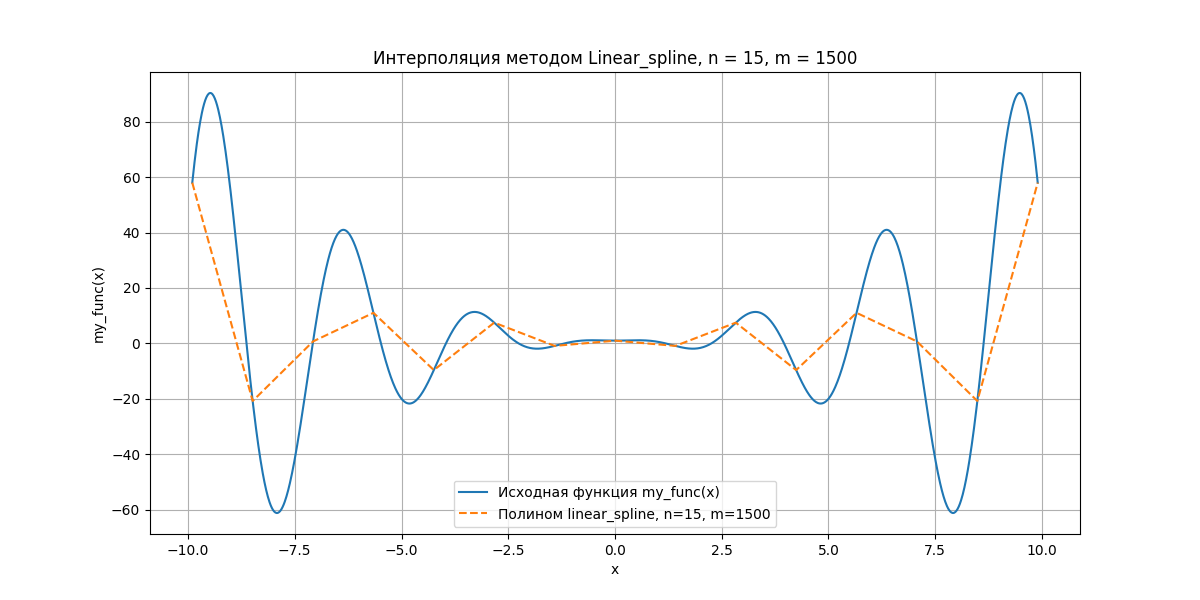 Интерполяция методом Linear_spline, n = 15, m = 1500
my_func(x)
80
60
40
20
0
−20
−40
−60
Исходная функция my_func(x)
Полином linear_spline, n=15, m=1500
−10.0 −7.5 −5.0 −2.5 0.0 2.5 5.0 7.5 10.0
x